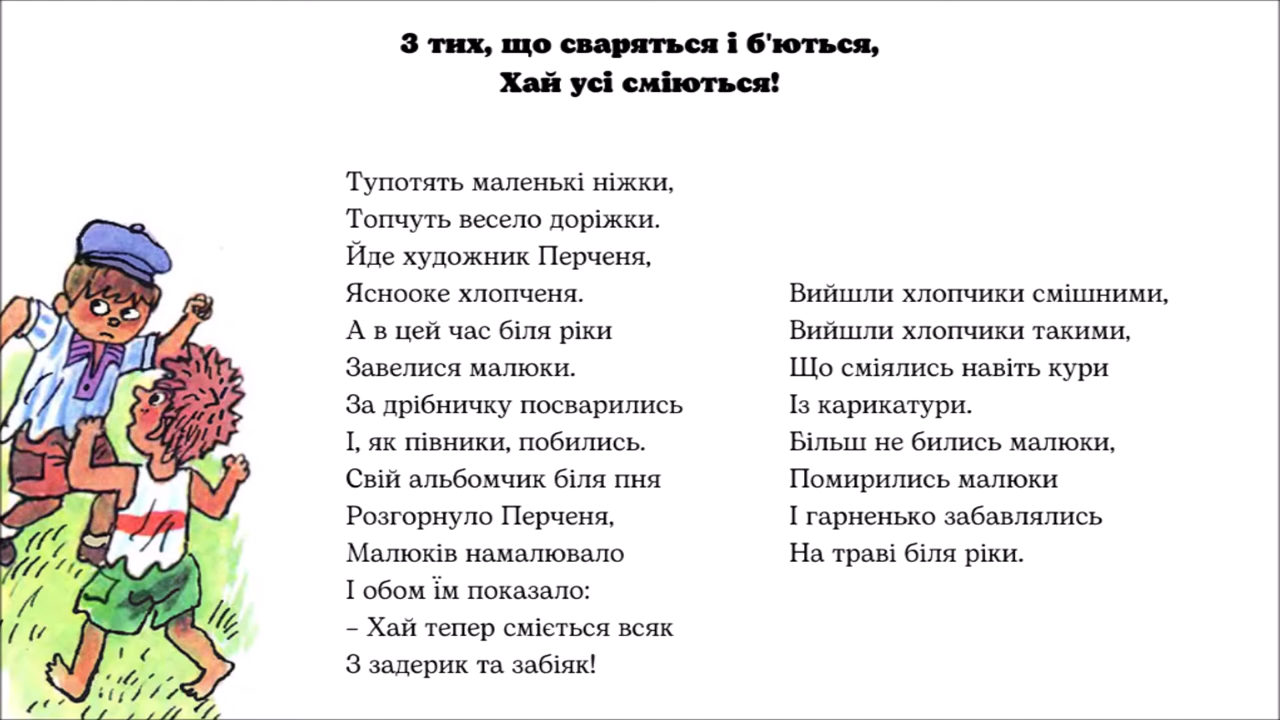 З тих, що сваряться і б'ються,
Хай усі сміються!
Тупотять маленькі ніжки,
Топчуть весело доріжки.
Йде художник Перченя,
Яснооке хлопченя.
А в цей час біля ріки
Завелися малюки.
За дрібничку посварились
І, як півники, побились.
Свій альбомчик біля пня
Розгорнуло Перченя,
Малюків намалювало
І обом їм показало:
– Хай тепер сміється всяк
З задерик та забіяк!
Вийшли хлопчики смішними,
Вийшли хлопчики такими,
Що сміялись навіть кури
Із карикатури.
Більш не бились малюки,
Помирились малюки
І гарненько забавлялись
На траві біля ріки.